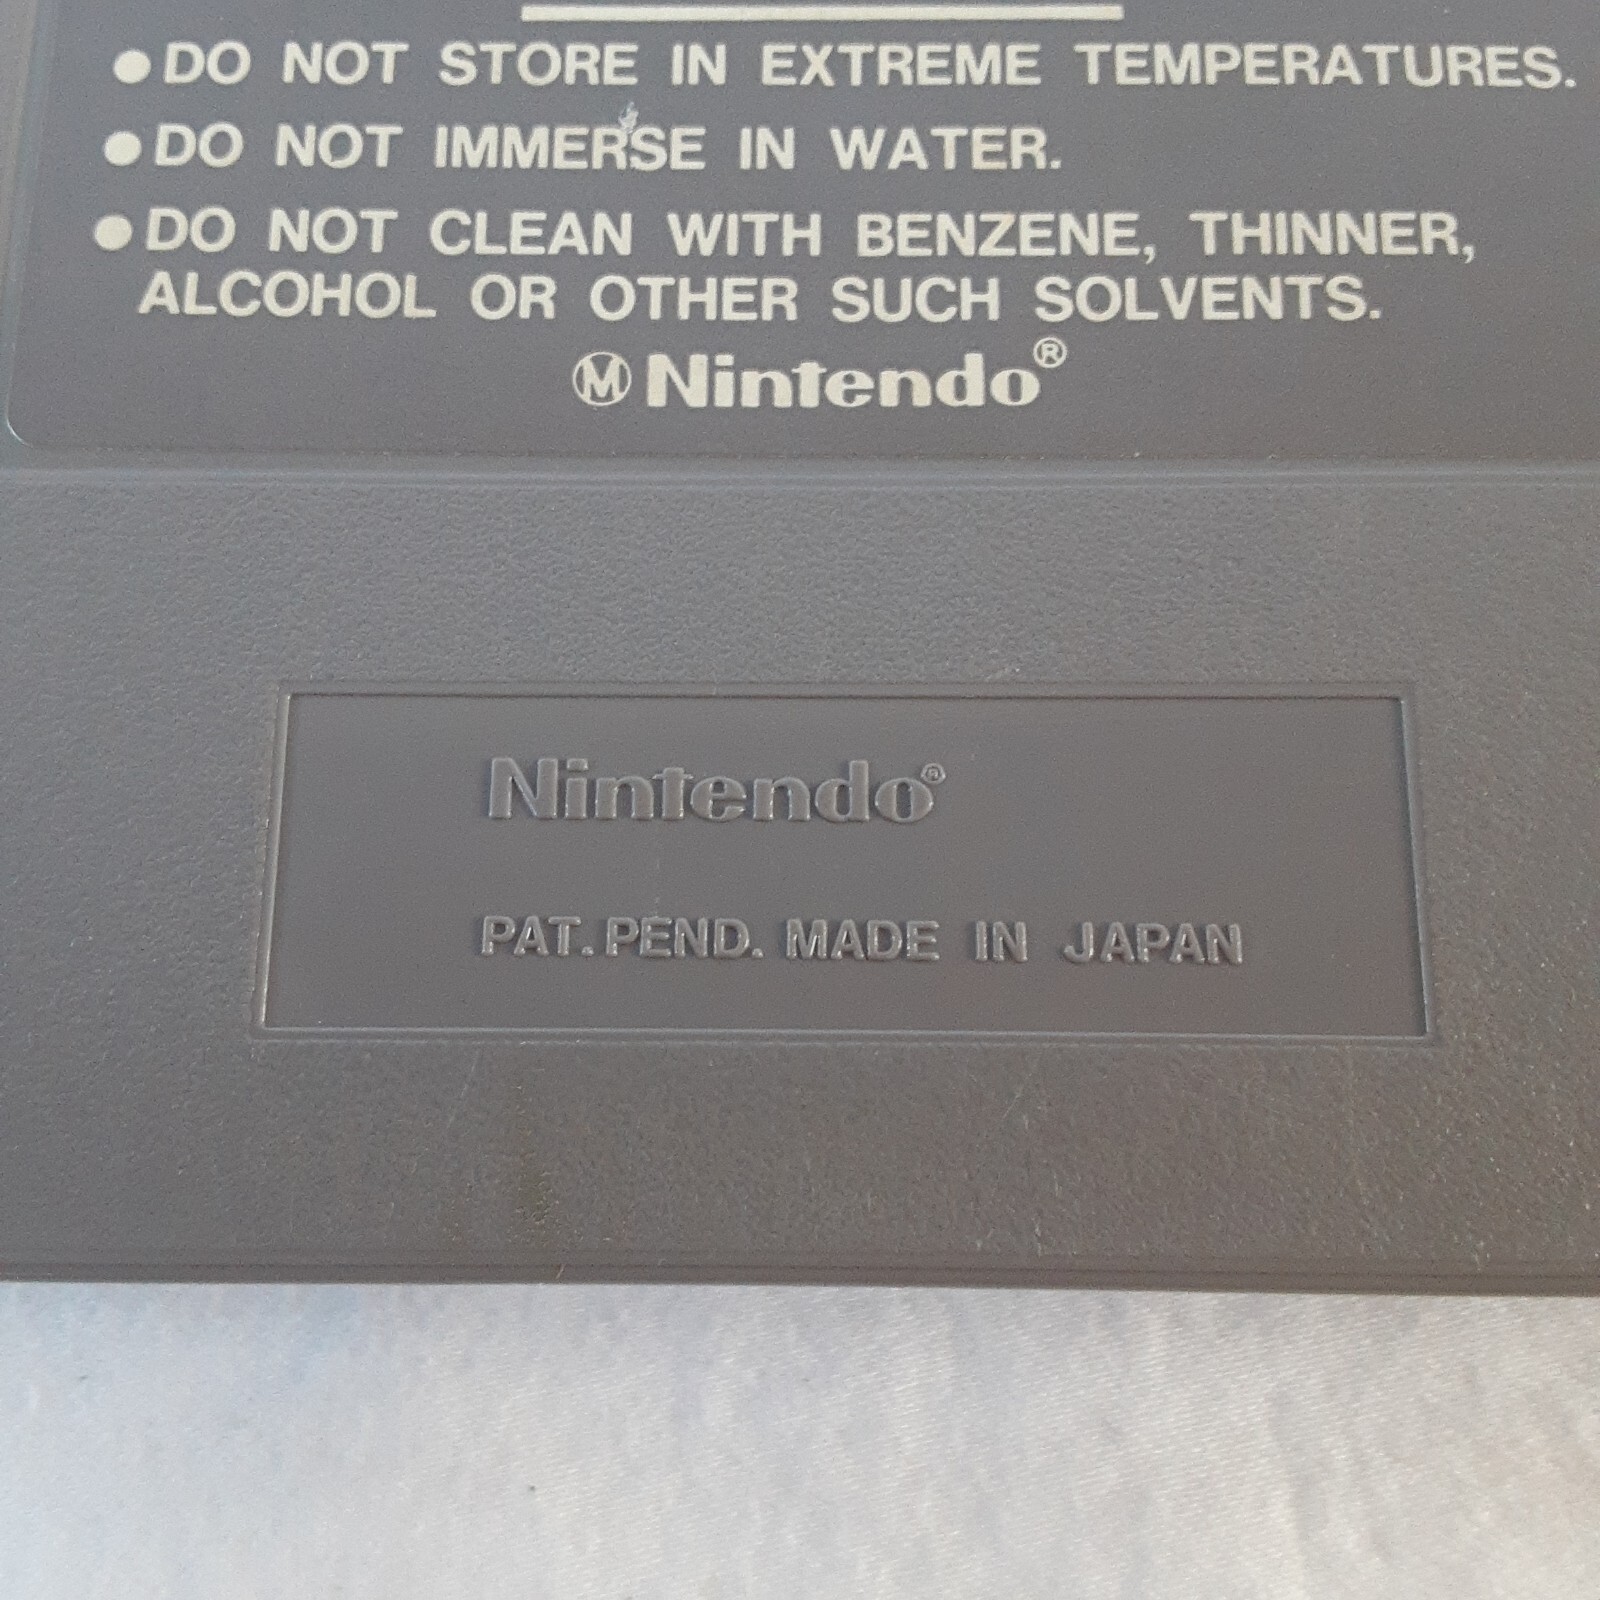 ●DO NOT STORE IN EXTREME TEMPERATURES.
●DO NOT IMMERSE IN WATER.
●DO NOT CLEAN WITH BENZENE, THINNER,
ALCOHOL OR OTHER SUCH SOLVENTS.
Ⓜ Nintendo®
Nintendo®
PAT. PEND. MADE IN JAPAN